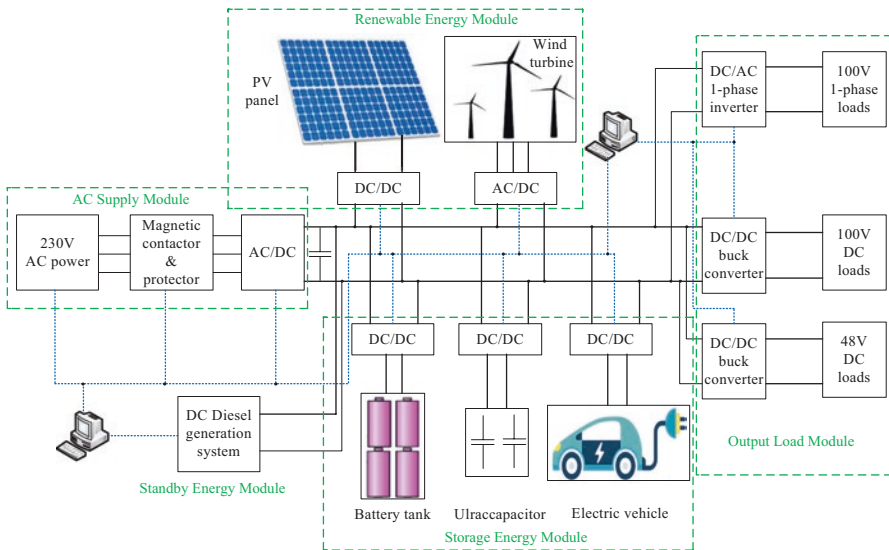 Renewable Energy Module
PV
panel
Wind
turbine
DC/DC
AC/DC
DC/AC
1-phase
inverter
100V
1-phase
loads
AC Supply Module
230V
AC power
Magnetic
contactor
&
protector
AC/DC
DC/DC
buck
converter
100V
DC
loads
DC/DC
DC/DC
DC/DC
DC/DC
buck
converter
48V
DC
loads
DC Diesel
generation
system
Standby Energy Module
Output Load Module
Battery tank
Ulraccapacitor
Electric vehicle
Storage Energy Module